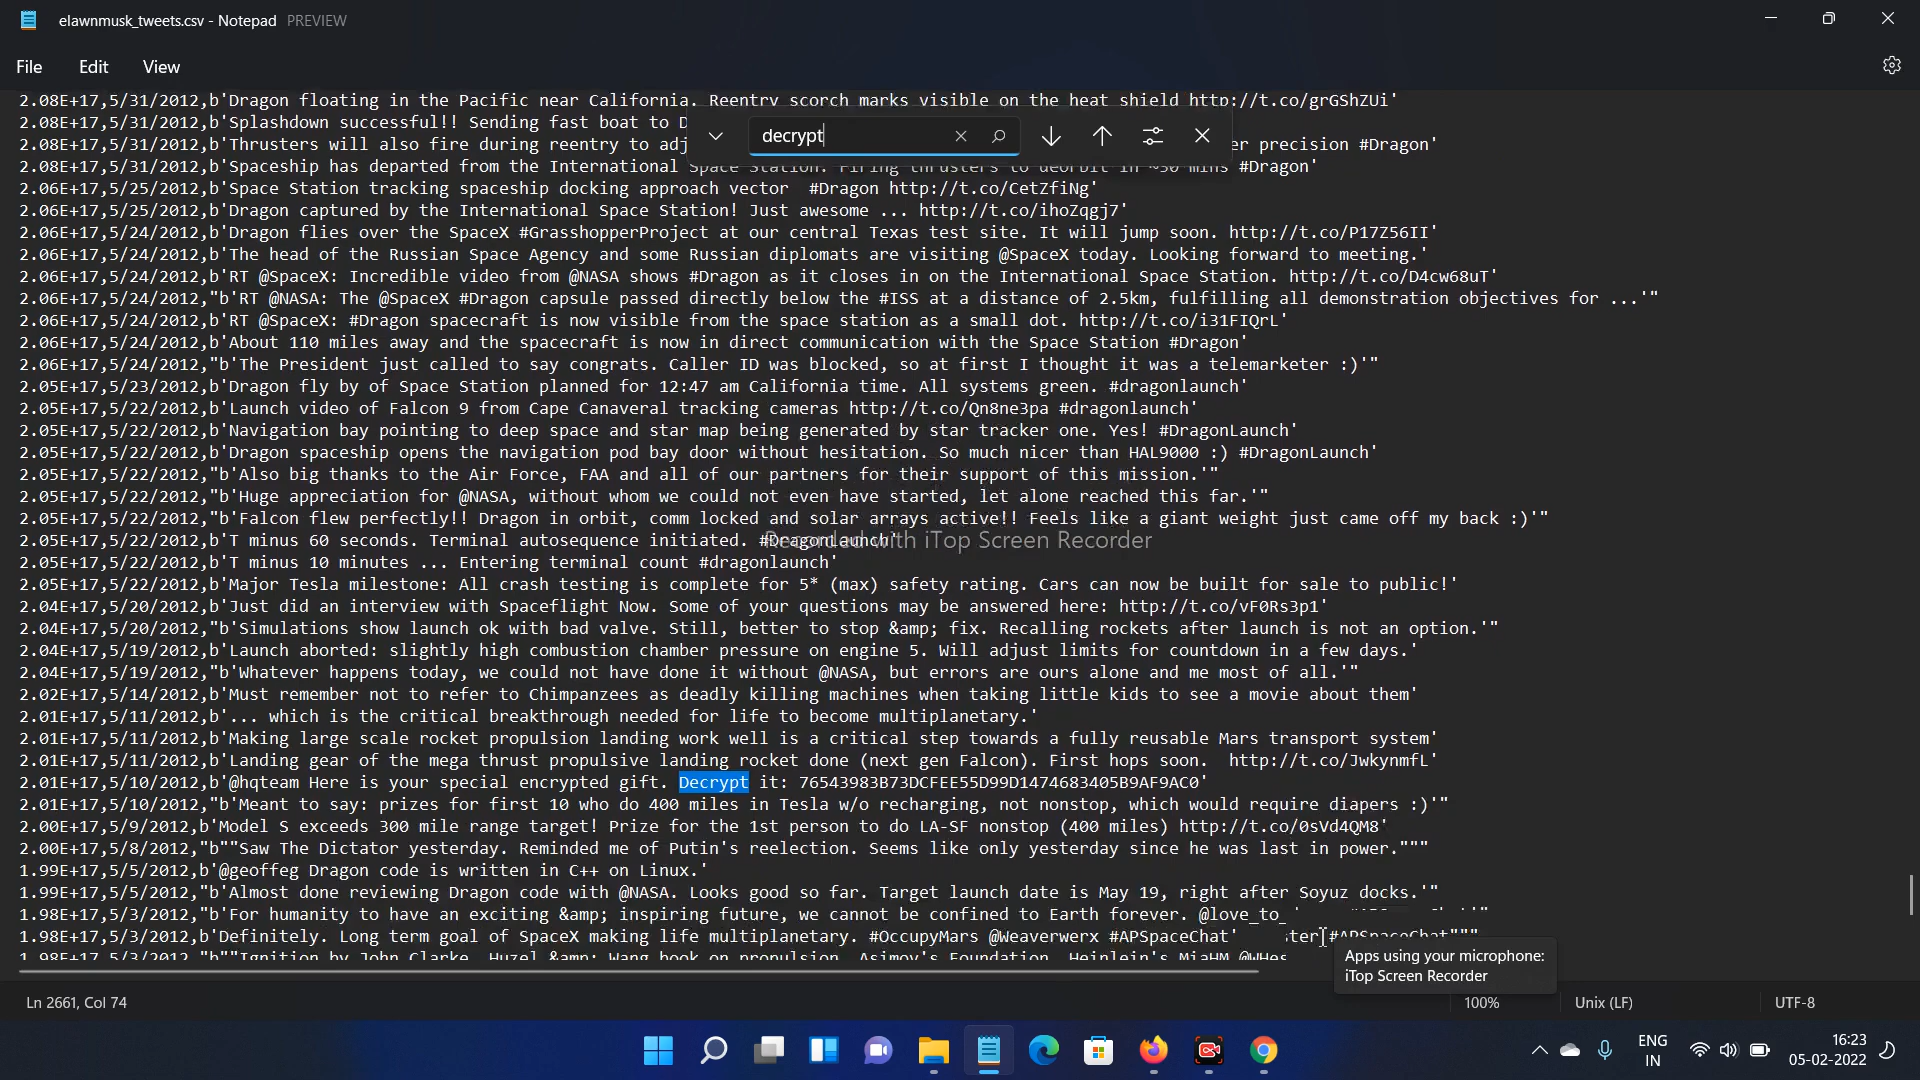 elawnmusk_tweets.csv - Notepad PREVIEW
File Edit View
decrypt
2.08E+17,5/31/2012,b'Dragon floating in the Pacific near California. Reentry scorch marks visible on the heat shield http://t.co/grGShZUi'
2.08E+17,5/31/2012,b'Splashdown successful!! Sending fast boat to D
2.08E+17,5/31/2012,b'Thrusters will also fire during reentry to adj er precision #Dragon'
2.08E+17,5/31/2012,b'Spaceship has departed from the International Space Station. Firing thrusters to deorbit in ~30 mins #Dragon'
2.06E+17,5/25/2012,b'Space Station tracking spaceship docking approach vector  #Dragon http://t.co/CetZfiNg'
2.06E+17,5/25/2012,b'Dragon captured by the International Space Station! Just awesome ... http://t.co/ihoZqgj7'
2.06E+17,5/24/2012,b'Dragon flies over the SpaceX #GrasshopperProject at our central Texas test site. It will jump soon. http://t.co/P17Z56II'
2.06E+17,5/24/2012,b'The head of the Russian Space Agency and some Russian diplomats are visiting @SpaceX today. Looking forward to meeting.'
2.06E+17,5/24/2012,b'RT @SpaceX: Incredible video from @NASA shows #Dragon as it closes in on the International Space Station. http://t.co/D4cw68uT'
2.06E+17,5/24/2012,"b'RT @NASA: The @SpaceX #Dragon capsule passed directly below the #ISS at a distance of 2.5km, fulfilling all demonstration objectives for ...'"
2.06E+17,5/24/2012,b'RT @SpaceX: #Dragon spacecraft is now visible from the space station as a small dot. http://t.co/i31FIQrL'
2.06E+17,5/24/2012,b'About 110 miles away and the spacecraft is now in direct communication with the Space Station #Dragon'
2.06E+17,5/24/2012,"b'The President just called to say congrats. Caller ID was blocked, so at first I thought it was a telemarketer :)'"
2.05E+17,5/23/2012,b'Dragon fly by of Space Station planned for 12:47 am California time. All systems green. #dragonlaunch'
2.05E+17,5/22/2012,b'Launch video of Falcon 9 from Cape Canaveral tracking cameras http://t.co/Qn8ne3pa #dragonlaunch'
2.05E+17,5/22/2012,b'Navigation bay pointing to deep space and star map being generated by star tracker one. Yes! #DragonLaunch'
2.05E+17,5/22/2012,b'Dragon spaceship opens the navigation pod bay door without hesitation. So much nicer than HAL9000 :) #DragonLaunch'
2.05E+17,5/22/2012,"b'Also big thanks to the Air Force, FAA and all of our partners for their support of this mission.'"
2.05E+17,5/22/2012,"b'Huge appreciation for @NASA, without whom we could not even have started, let alone reached this far.'"
2.05E+17,5/22/2012,"b'Falcon flew perfectly!! Dragon in orbit, comm locked and solar arrays active!! Feels like a giant weight just came off my back :)'"
2.05E+17,5/22/2012,b'T minus 60 seconds. Terminal autosequence initiated. #Dragonlaunch'
Recorded with iTop Screen Recorder
2.05E+17,5/22/2012,b'T minus 10 minutes ... Entering terminal count #dragonlaunch'
2.05E+17,5/22/2012,b'Major Tesla milestone: All crash testing is complete for 5* (max) safety rating. Cars can now be built for sale to public!'
2.04E+17,5/20/2012,b'Just did an interview with Spaceflight Now. Some of your questions may be answered here: http://t.co/vF0Rs3p1'
2.04E+17,5/20/2012,"b'Simulations show launch ok with bad valve. Still, better to stop &amp; fix. Recalling rockets after launch is not an option.'"
2.04E+17,5/19/2012,b'Launch aborted: slightly high combustion chamber pressure on engine 5. Will adjust limits for countdown in a few days.'
2.04E+17,5/19/2012,"b'Whatever happens today, we could not have done it without @NASA, but errors are ours alone and me most of all.'"
2.02E+17,5/14/2012,b'Must remember not to refer to Chimpanzees as deadly killing machines when taking little kids to see a movie about them'
2.01E+17,5/11/2012,b'... which is the critical breakthrough needed for life to become multiplanetary.'
2.01E+17,5/11/2012,b'Making large scale rocket propulsion landing work well is a critical step towards a fully reusable Mars transport system'
2.01E+17,5/11/2012,b'Landing gear of the mega thrust propulsive landing rocket done (next gen Falcon). First hops soon.  http://t.co/JwkynmfL'
2.01E+17,5/10/2012,b'@hqteam Here is your special encrypted gift. Decrypt it: 76543983B73DCFEE55D99D1474683405B9AF9AC0'
2.01E+17,5/10/2012,"b'Meant to say: prizes for first 10 who do 400 miles in Tesla w/o recharging, not nonstop, which would require diapers :)'"
2.00E+17,5/9/2012,b'Model S exceeds 300 mile range target! Prize for the 1st person to do LA-SF nonstop (400 miles) http://t.co/0sVd4QM8'
2.00E+17,5/8/2012,"b""Saw The Dictator yesterday. Reminded me of Putin's reelection. Seems like only yesterday since he was last in power."""
1.99E+17,5/5/2012,b'@geoffeg Dragon code is written in C++ on Linux.'
1.99E+17,5/5/2012,"b'Almost done reviewing Dragon code with @NASA. Looks good so far. Target launch date is May 19, right after Soyuz docks.'"
1.98E+17,5/3/2012,"b'For humanity to have an exciting &amp; inspiring future, we cannot be confined to Earth forever. @love_to_
1.98E+17,5/3/2012,b'Definitely. Long term goal of SpaceX making life multiplanetary. #OccupyMars @Weaverwerx #APSpaceChat' ster #APSpaceChat"""
1.98E+17,5/3/2012,"b""Ignition by John Clarke, Huzel &amp; Wang book on propulsion, Asimov's Foundation, Heinlein's MiaHM @WHes
Apps using your microphone:
iTop Screen Recorder
Ln 2661, Col 74 100% Unix (LF) UTF-8
ENG
IN
16:23
05-02-2022